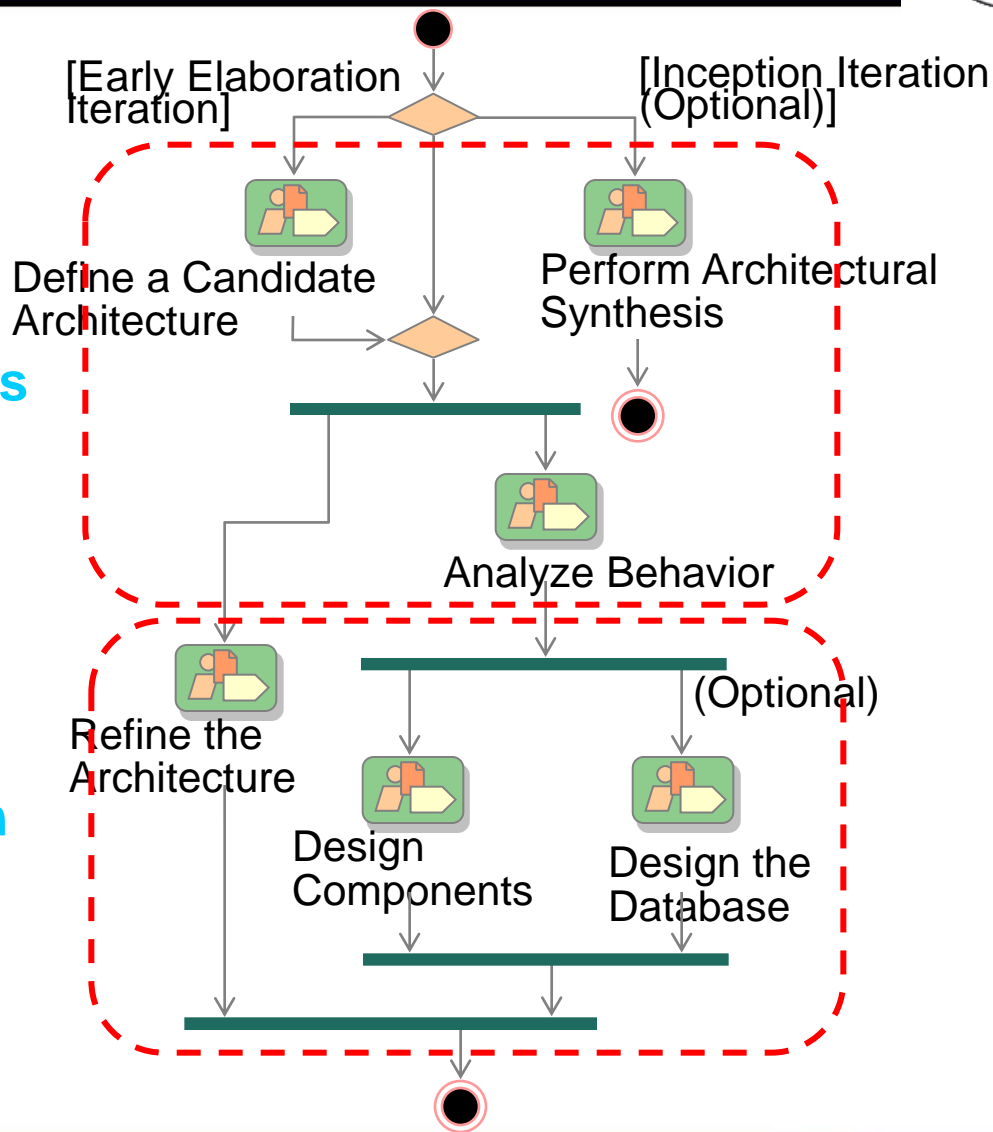 [Early Elaboration
Iteration]
[Inception Iteration
(Optional)]
Define a Candidate
Architecture
Perform Architectural
Synthesis
s
Analyze Behavior
(Optional)
Refine the
Architecture
n
Design
Components
Design the
Database